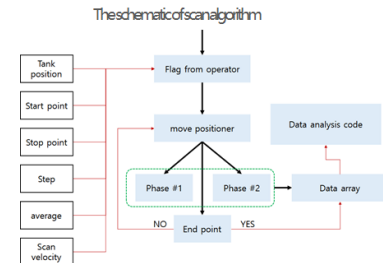 The schematic of scan algorithm
Tank
position
Flag from operator
Start point
Data analysis code
move positioner
Stop point
Step
Phase #1
Phase #2
Data array
average
NO
YES
End point
Scan
velocity